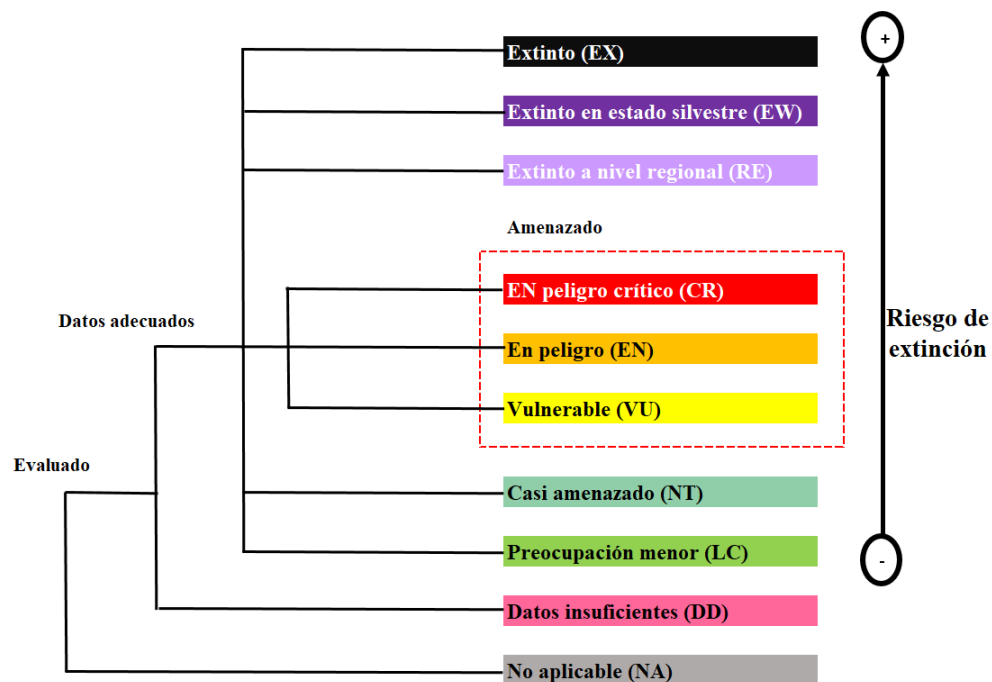 Extinto (EX)
+
Extinto en estado silvestre (EW)
Extinto a nivel regional (RE)
Amenazado
EN peligro crítico (CR)
Datos adecuados
Riesgo de
extinción
En peligro (EN)
Vulnerable (VU)
Evaluado
Casi amenazado (NT)
Preocupación menor (LC)
-
Datos insuficientes (DD)
No aplicable (NA)